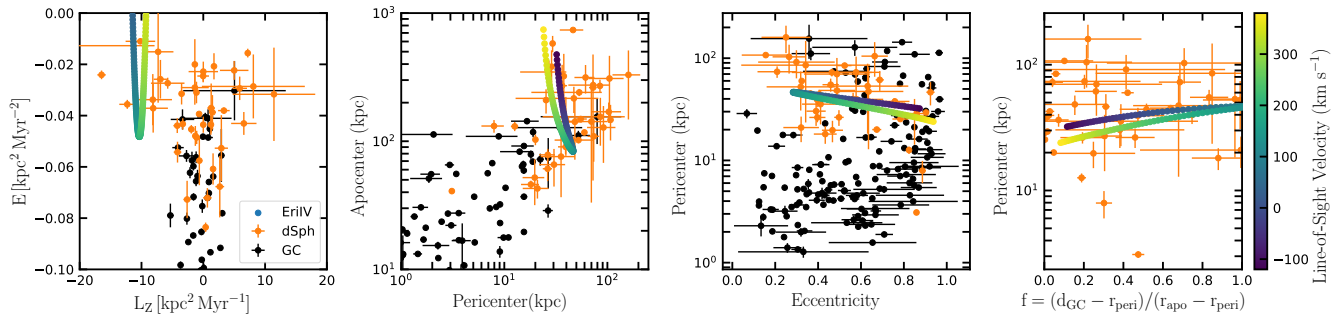 0.00
−0.02
−0.04
−0.06
−0.08
−0.10
E [kpc² Myr⁻²]
−20 −10 0 10 20
L_Z [kpc² Myr⁻¹]
EriIV
dSph
GC
10³
10²
10¹
Apocenter (kpc)
10⁰ 10¹ 10²
Pericenter(kpc)
10²
10¹
10⁰
Pericenter (kpc)
0.0 0.2 0.4 0.6 0.8 1.0
Eccentricity
10²
10¹
Pericenter (kpc)
0.0 0.2 0.4 0.6 0.8 1.0
f = (d_GC − r_peri)/(r_apo − r_peri)
300
200
100
0
−100
Line-of-Sight Velocity (km s⁻¹)